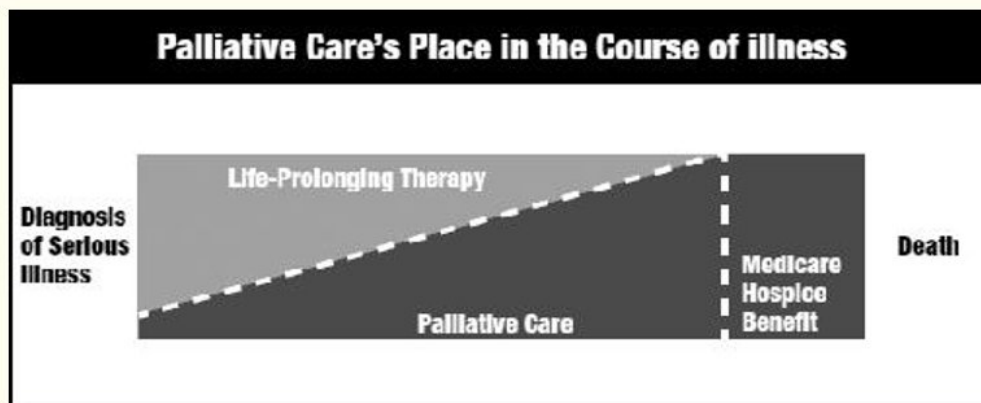 Palliative Care's Place in the Course of illness
Life-Prolonging Therapy
Diagnosis
of Serious
Illness
Death
Medicare
Hospice
Benefit
Palliative Care